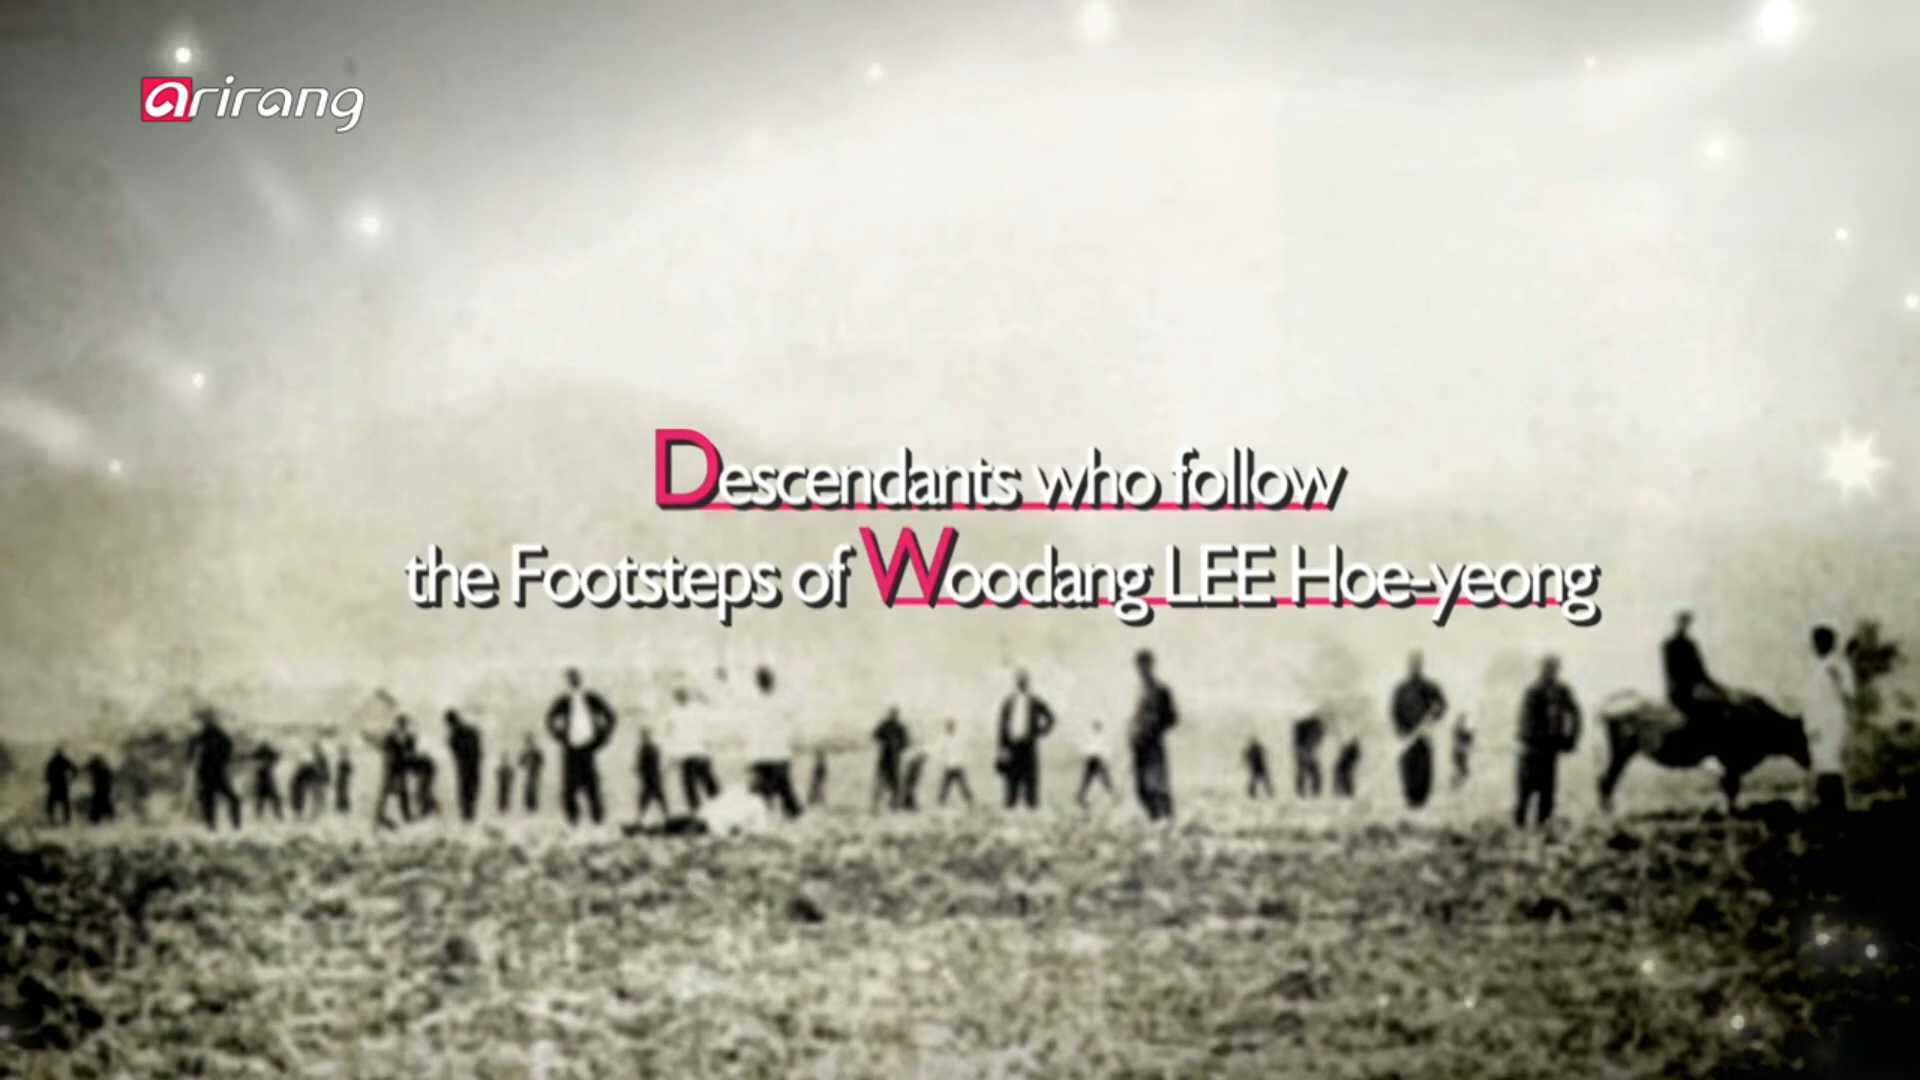 arirang
Descendants who follow
the Footsteps of Woodang LEE Hoe-yeong